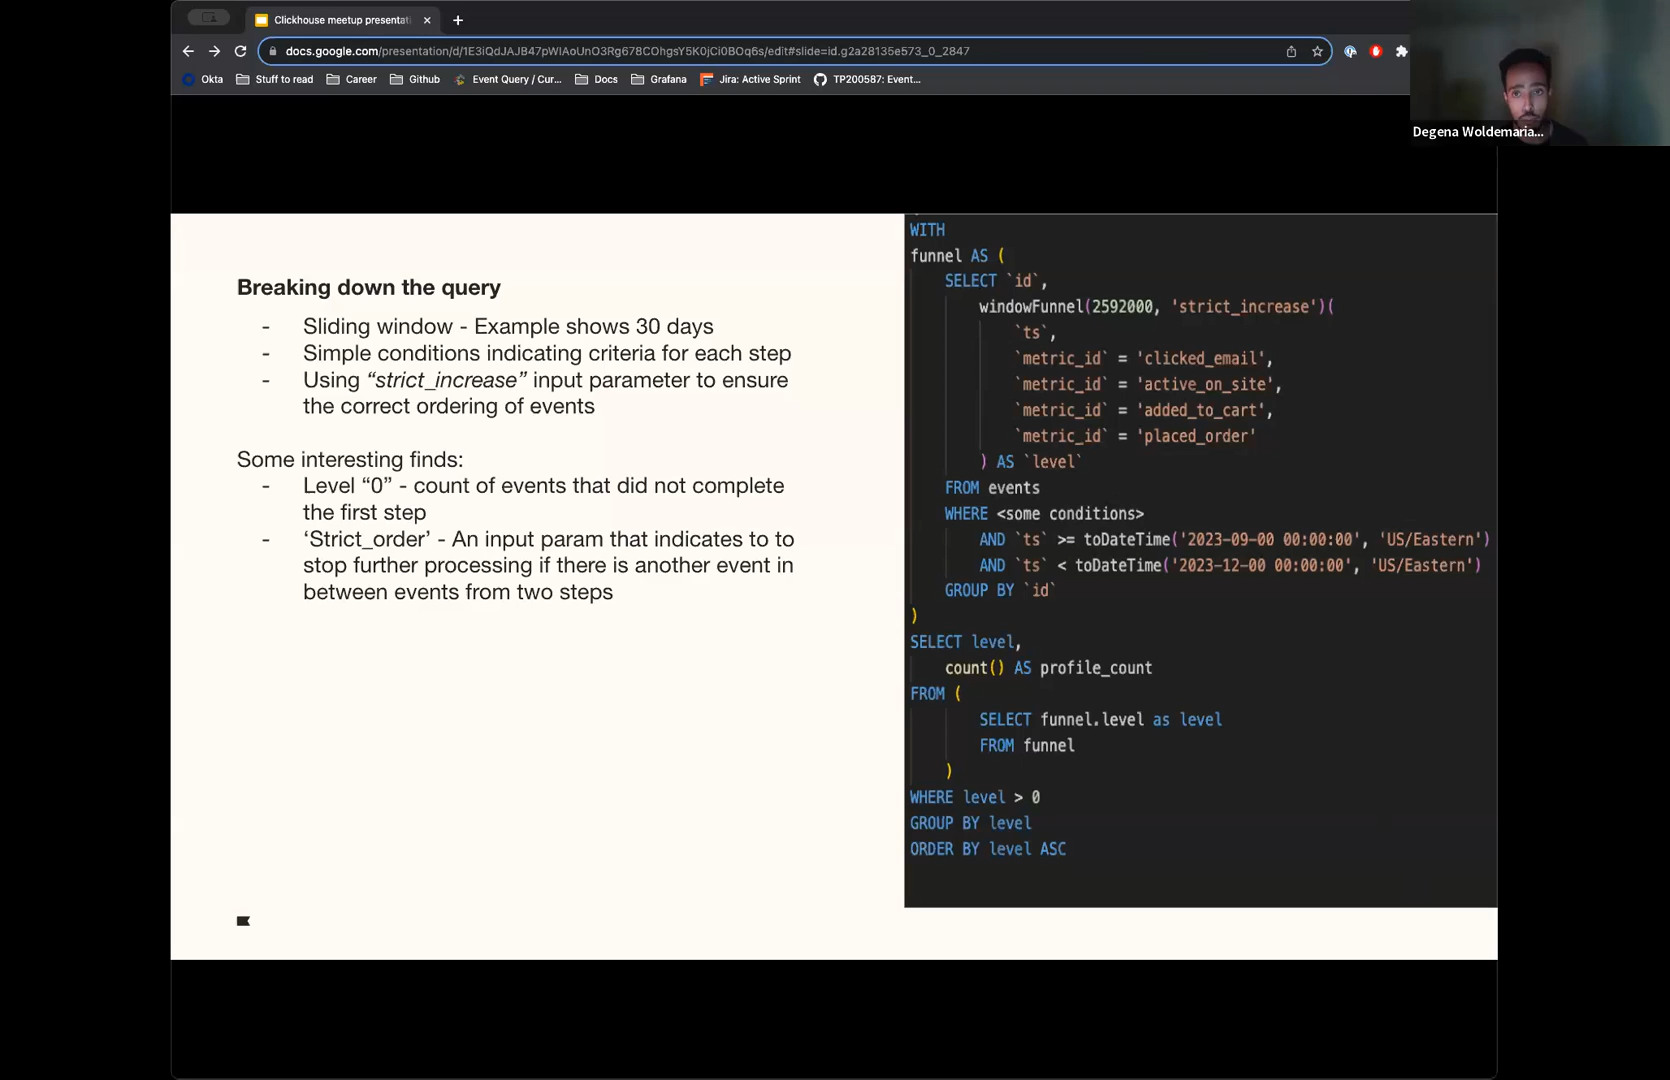 Clickhouse meetup presentati
docs.google.com/presentation/d/1E3iQdJAJB47pWIAoUnO3Rg678COhgsY5K0jCi0BOq6s/edit#slide=id.g2a28135e573_0_2847
Okta Stuff to read Career Github Event Query / Cur... Docs Grafana Jira: Active Sprint TP200587: Event...
Degena Woldemaria...
Breaking down the query
- Sliding window - Example shows 30 days
- Simple conditions indicating criteria for each step
- Using “strict_increase” input parameter to ensure
the correct ordering of events
Some interesting finds:
- Level “0” - count of events that did not complete
the first step
- ‘Strict_order’ - An input param that indicates to to
stop further processing if there is another event in
between events from two steps
WITH
funnel AS (
SELECT `id`,
windowFunnel(2592000, 'strict_increase')(
`ts`,
`metric_id` = 'clicked_email',
`metric_id` = 'active_on_site',
`metric_id` = 'added_to_cart',
`metric_id` = 'placed_order'
) AS `level`
FROM events
WHERE <some conditions>
AND `ts` >= toDateTime('2023-09-00 00:00:00', 'US/Eastern')
AND `ts` < toDateTime('2023-12-00 00:00:00', 'US/Eastern')
GROUP BY `id`
)
SELECT level,
count() AS profile_count
FROM (
SELECT funnel.level as level
FROM funnel
)
WHERE level > 0
GROUP BY level
ORDER BY level ASC